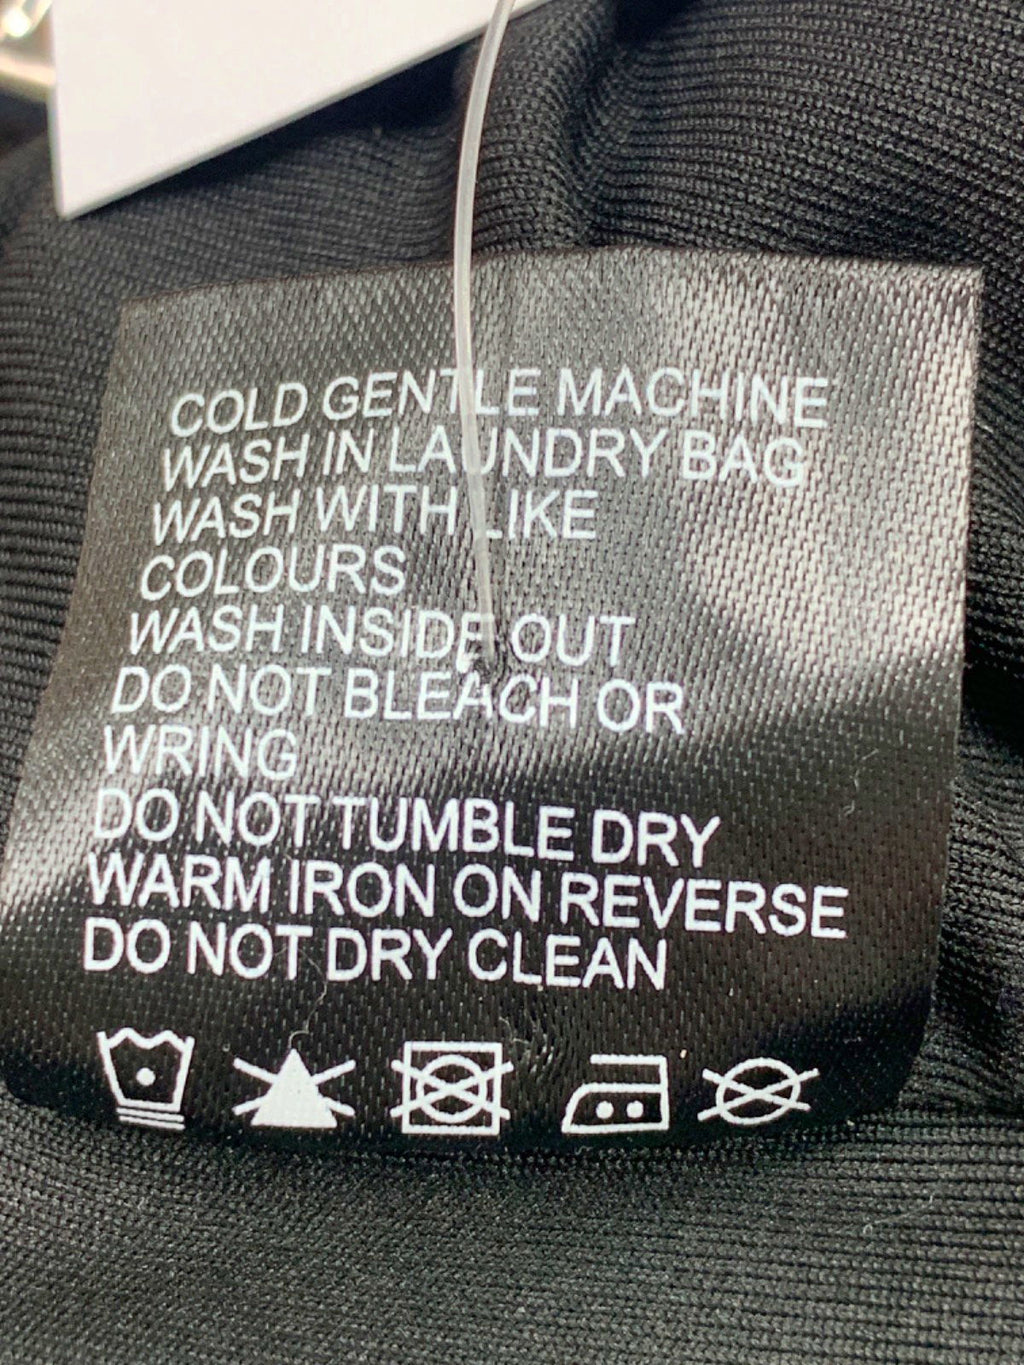 COLD GENTLE MACHINE
WASH IN LAUNDRY BAG
WASH WITH LIKE
COLOURS
WASH INSIDE OUT
DO NOT BLEACH OR
WRING
DO NOT TUMBLE DRY
WARM IRON ON REVERSE
DO NOT DRY CLEAN